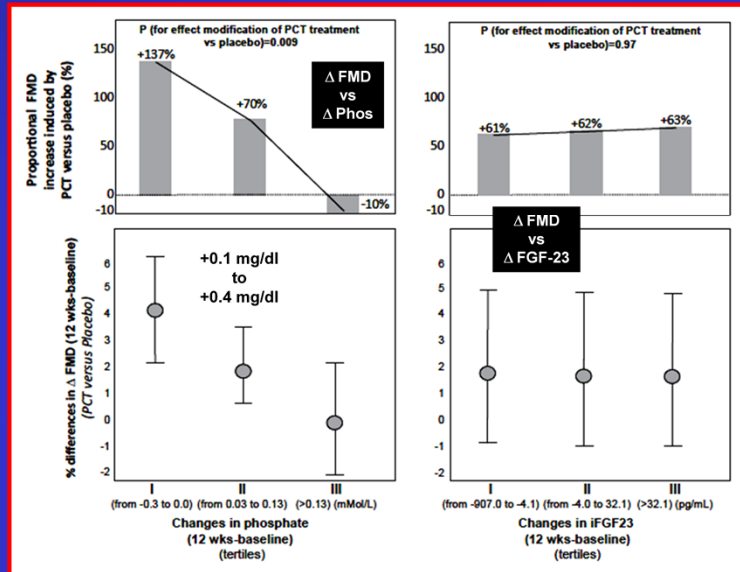 P (for effect modification of PCT treatment
vs placebo)=0.009
Proportional FMD
increase induced by
PCT versus placebo (%)
150
100
50
0
-10
+137%
+70%
-10%
Δ FMD
vs
Δ Phos
P (for effect modification of PCT treatment
vs placebo)=0.97
150
100
50
0
-10
+61%
+62%
+63%
Δ FMD
vs
Δ FGF-23
% differences in Δ FMD (12 wks-baseline)
(PCT versus Placebo)
6
5
4
3
2
1
0
-1
-2
+0.1 mg/dl
to
+0.4 mg/dl
I II III
(from -0.3 to 0.0) (from 0.03 to 0.13) (>0.13) (mMol/L)
Changes in phosphate
(12 wks-baseline)
(tertiles)
6
5
4
3
2
1
0
-1
-2
I II III
(from -907.0 to -4.1) (from -4.0 to 32.1) (>32.1) (pg/mL)
Changes in iFGF23
(12 wks-baseline)
(tertiles)